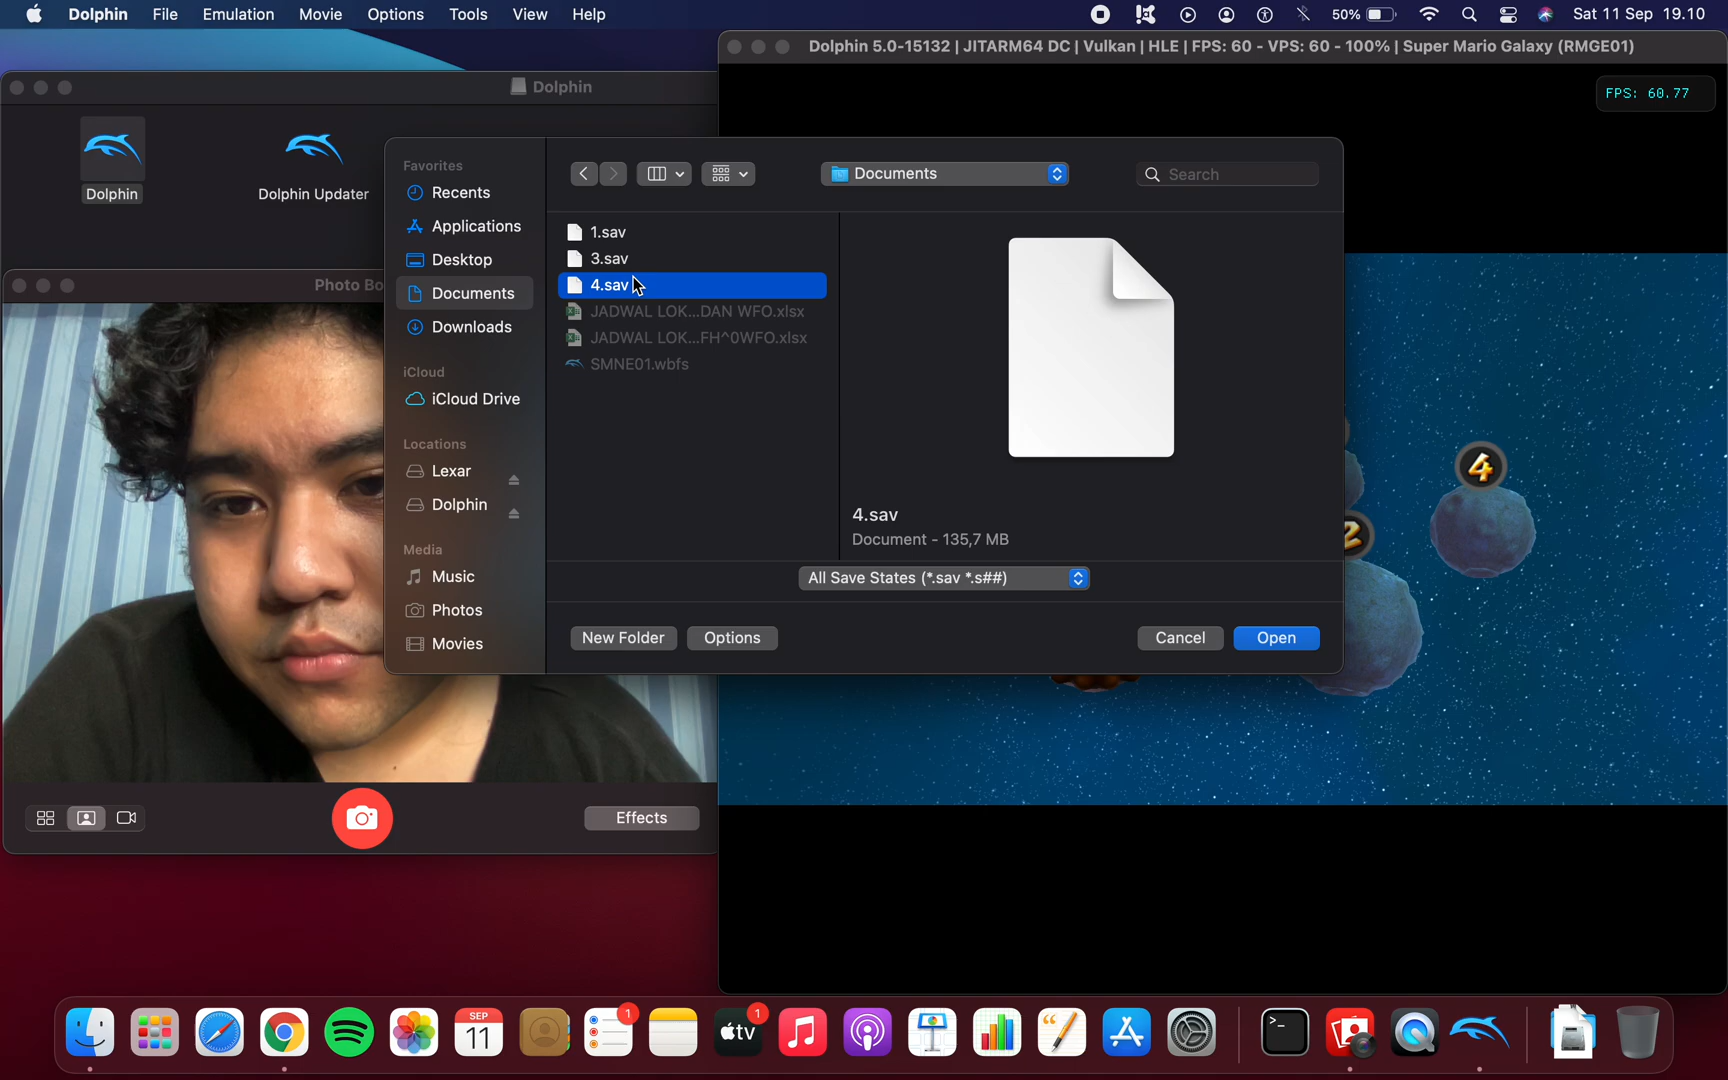 Dolphin File Emulation Movie Options Tools View Help 50% Sat 11 Sep 19.10
Dolphin 5.0-15132 | JITARM64 DC | Vulkan | HLE | FPS: 60 - VPS: 60 - 100% | Super Mario Galaxy (RMGE01)
FPS: 60.77
Dolphin
Dolphin
Dolphin Updater
Photo Bo
Favorites
Recents
Applications
Desktop
Documents
Downloads
iCloud
iCloud Drive
Locations
Lexar
Dolphin
Media
Music
Photos
Movies
Documents
Search
1.sav
3.sav
4.sav
JADWAL LOK...DAN WFO.xlsx
JADWAL LOK...FH^0WFO.xlsx
SMNE01.wbfs
4.sav
Document - 135,7 MB
All Save States (*.sav *.s##)
New Folder Options Cancel Open
4
2
Effects
SEP
11
1
tv
1
>_